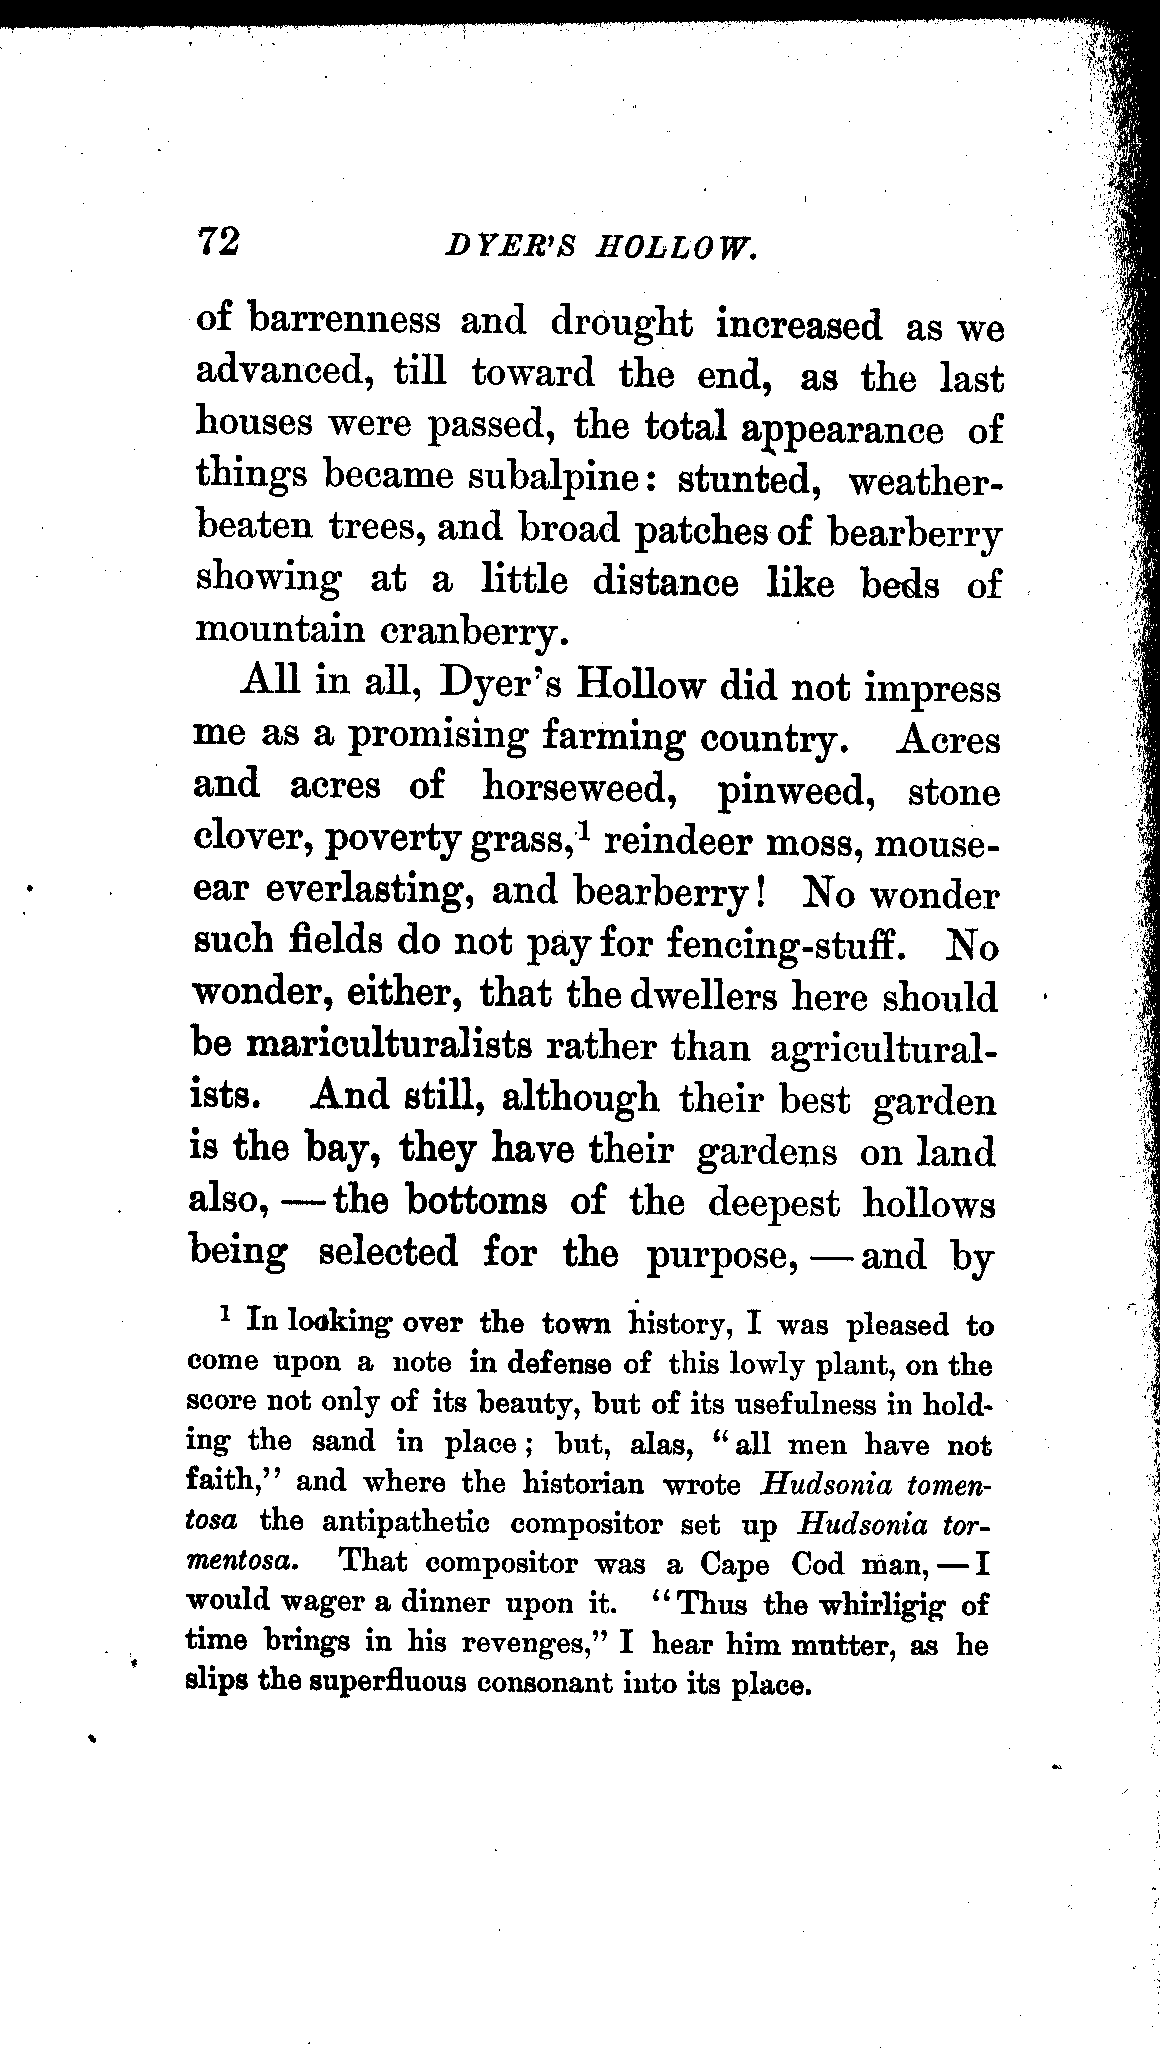 72 DYER'S HOLLOW.
of barrenness and drought increased as we
advanced, till toward the end, as the last
houses were passed, the total appearance of
things became subalpine: stunted, weather-
beaten trees, and broad patches of bearberry
showing at a little distance like beds of
mountain cranberry.
All in all, Dyer's Hollow did not impress
me as a promising farming country. Acres
and acres of horseweed, pinweed, stone
clover, poverty grass,¹ reindeer moss, mouse-
ear everlasting, and bearberry! No wonder
such fields do not pay for fencing-stuff. No
wonder, either, that the dwellers here should
be mariculturalists rather than agricultural-
ists. And still, although their best garden
is the bay, they have their gardens on land
also, — the bottoms of the deepest hollows
being selected for the purpose, — and by
¹ In looking over the town history, I was pleased to
come upon a note in defense of this lowly plant, on the
score not only of its beauty, but of its usefulness in hold-
ing the sand in place; but, alas, "all men have not
faith," and where the historian wrote Hudsonia tomen-
tosa the antipathetic compositor set up Hudsonia tor-
mentosa. That compositor was a Cape Cod man, — I
would wager a dinner upon it. "Thus the whirligig of
time brings in his revenges," I hear him mutter, as he
slips the superfluous consonant into its place.